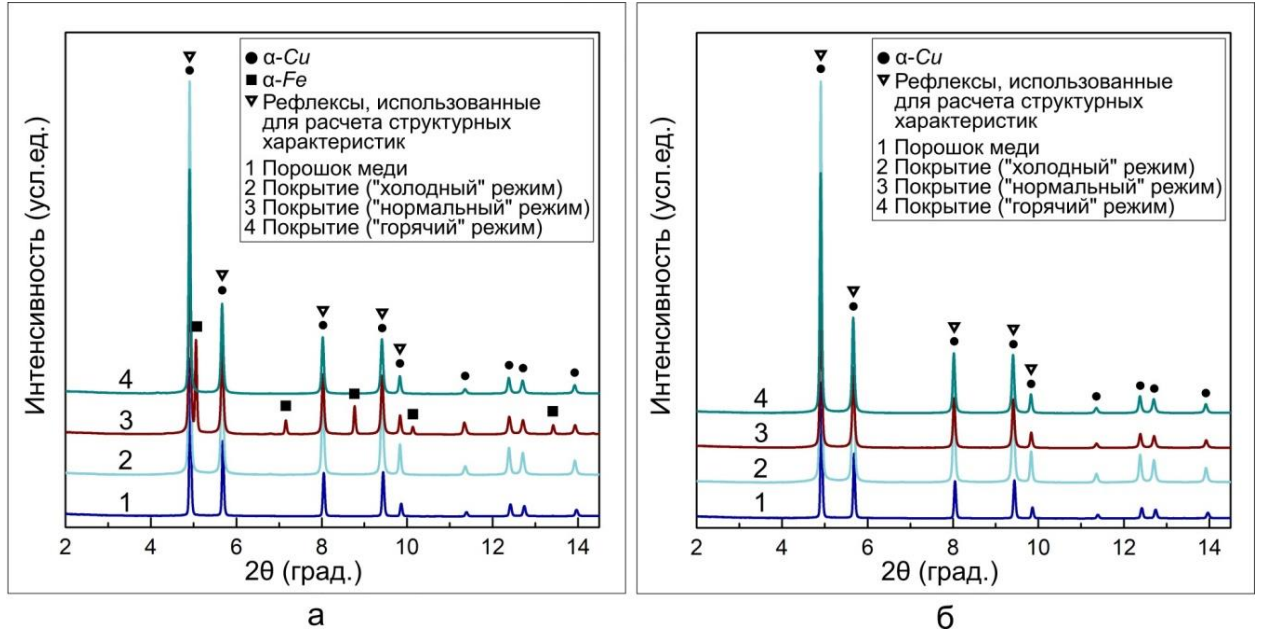 Интенсивность (усл.ед.)
α-Cu
α-Fe
Рефлексы, использованные
для расчета структурных
характеристик
1 Порошок меди
2 Покрытие ("холодный" режим)
3 Покрытие ("нормальный" режим)
4 Покрытие ("горячий" режим)
4
3
2
1
2 4 6 8 10 12 14
2θ (град.)
а
Интенсивность (усл.ед.)
α-Cu
Рефлексы, использованные
для расчета структурных
характеристик
1 Порошок меди
2 Покрытие ("холодный" режим)
3 Покрытие ("нормальный" режим)
4 Покрытие ("горячий" режим)
4
3
2
1
2 4 6 8 10 12 14
2θ (град.)
б